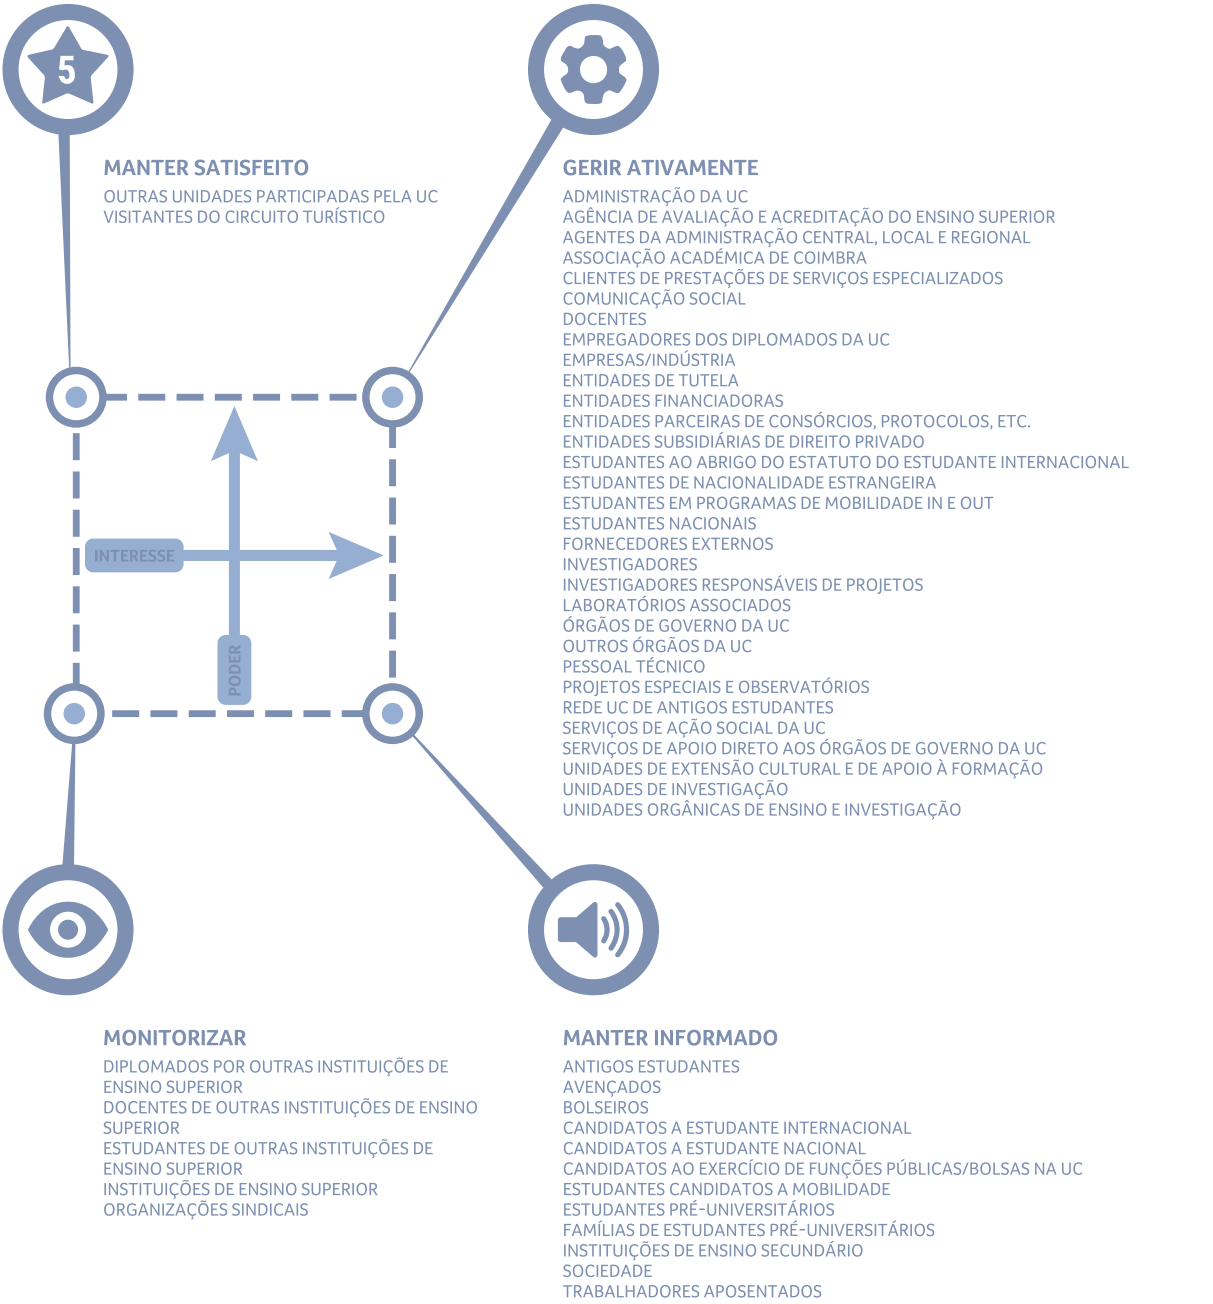 5
MANTER SATISFEITO
OUTRAS UNIDADES PARTICIPADAS PELA UC
VISITANTES DO CIRCUITO TURÍSTICO
GERIR ATIVAMENTE
ADMINISTRAÇÃO DA UC
AGÊNCIA DE AVALIAÇÃO E ACREDITAÇÃO DO ENSINO SUPERIOR
AGENTES DA ADMINISTRAÇÃO CENTRAL, LOCAL E REGIONAL
ASSOCIAÇÃO ACADÉMICA DE COIMBRA
CLIENTES DE PRESTAÇÕES DE SERVIÇOS ESPECIALIZADOS
COMUNICAÇÃO SOCIAL
DOCENTES
EMPREGADORES DOS DIPLOMADOS DA UC
EMPRESAS/INDÚSTRIA
ENTIDADES DE TUTELA
ENTIDADES FINANCIADORAS
ENTIDADES PARCEIRAS DE CONSÓRCIOS, PROTOCOLOS, ETC.
ENTIDADES SUBSIDIÁRIAS DE DIREITO PRIVADO
ESTUDANTES AO ABRIGO DO ESTATUTO DO ESTUDANTE INTERNACIONAL
ESTUDANTES DE NACIONALIDADE ESTRANGEIRA
ESTUDANTES EM PROGRAMAS DE MOBILIDADE IN E OUT
ESTUDANTES NACIONAIS
FORNECEDORES EXTERNOS
INVESTIGADORES
INVESTIGADORES RESPONSÁVEIS DE PROJETOS
LABORATÓRIOS ASSOCIADOS
ÓRGÃOS DE GOVERNO DA UC
OUTROS ÓRGÃOS DA UC
PESSOAL TÉCNICO
PROJETOS ESPECIAIS E OBSERVATÓRIOS
REDE UC DE ANTIGOS ESTUDANTES
SERVIÇOS DE AÇÃO SOCIAL DA UC
SERVIÇOS DE APOIO DIRETO AOS ÓRGÃOS DE GOVERNO DA UC
UNIDADES DE EXTENSÃO CULTURAL E DE APOIO À FORMAÇÃO
UNIDADES DE INVESTIGAÇÃO
UNIDADES ORGÂNICAS DE ENSINO E INVESTIGAÇÃO
INTERESSE
PODER
MONITORIZAR
DIPLOMADOS POR OUTRAS INSTITUIÇÕES DE
ENSINO SUPERIOR
DOCENTES DE OUTRAS INSTITUIÇÕES DE ENSINO
SUPERIOR
ESTUDANTES DE OUTRAS INSTITUIÇÕES DE
ENSINO SUPERIOR
INSTITUIÇÕES DE ENSINO SUPERIOR
ORGANIZAÇÕES SINDICAIS
MANTER INFORMADO
ANTIGOS ESTUDANTES
AVENÇADOS
BOLSEIROS
CANDIDATOS A ESTUDANTE INTERNACIONAL
CANDIDATOS A ESTUDANTE NACIONAL
CANDIDATOS AO EXERCÍCIO DE FUNÇÕES PÚBLICAS/BOLSAS NA UC
ESTUDANTES CANDIDATOS A MOBILIDADE
ESTUDANTES PRÉ-UNIVERSITÁRIOS
FAMÍLIAS DE ESTUDANTES PRÉ-UNIVERSITÁRIOS
INSTITUIÇÕES DE ENSINO SECUNDÁRIO
SOCIEDADE
TRABALHADORES APOSENTADOS